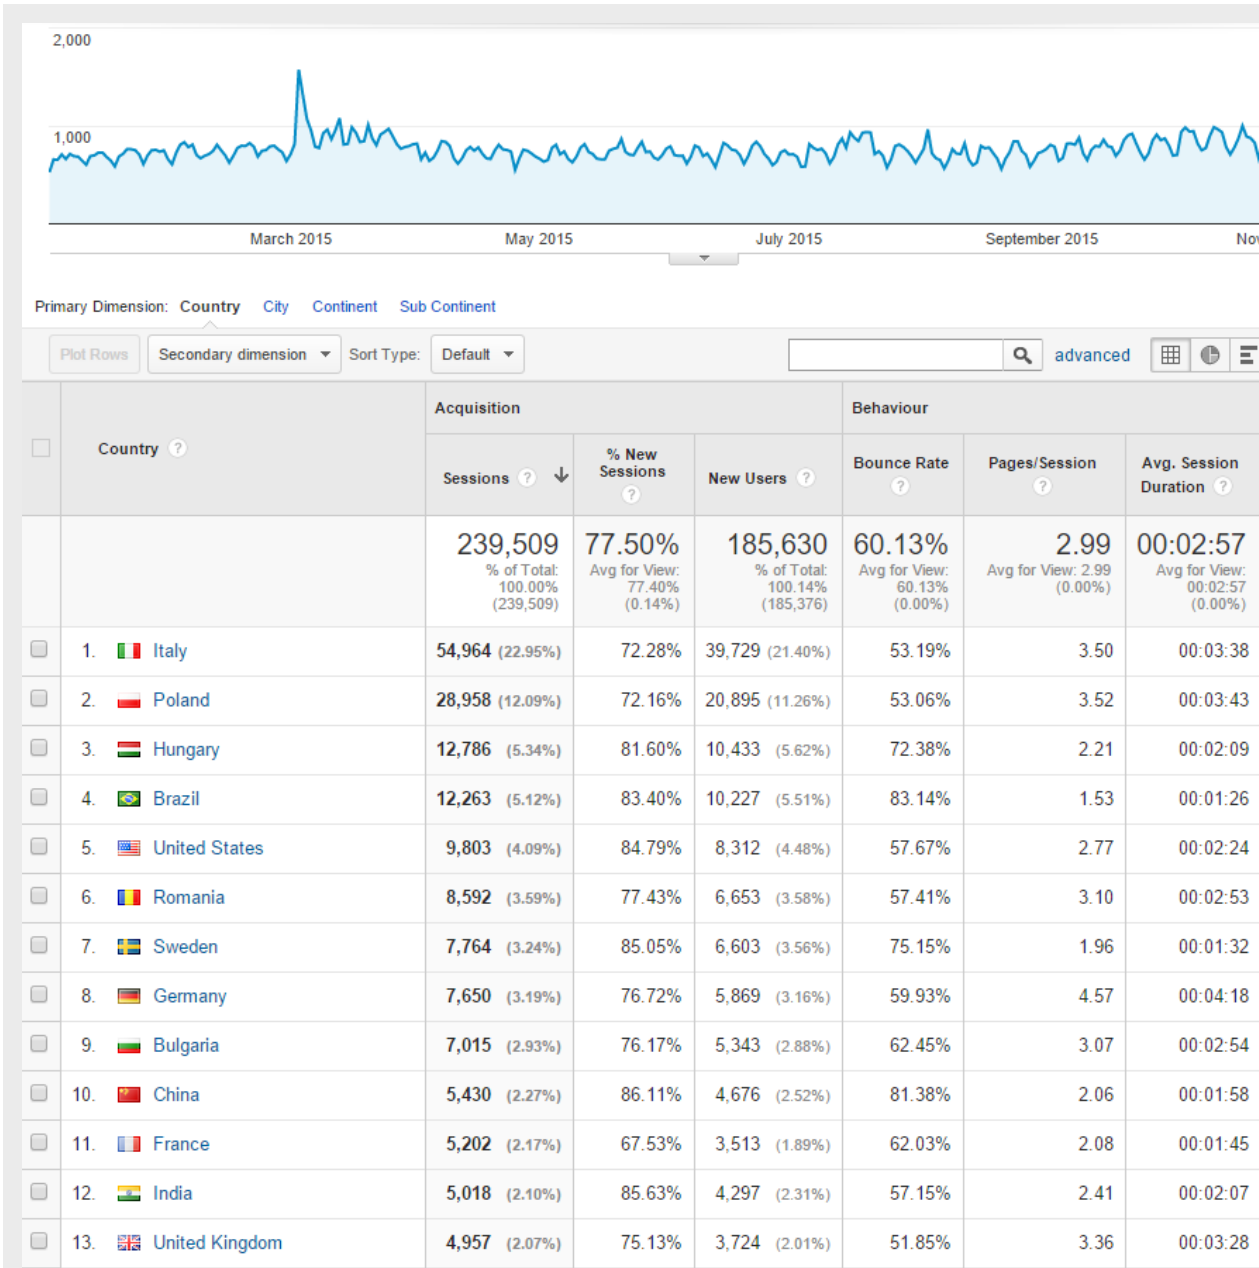 2,000
1,000
March 2015 May 2015 July 2015 September 2015 Nov
Primary Dimension: Country City Continent Sub Continent
Plot Rows Secondary dimension Sort Type: Default advanced
Acquisition Behaviour
Country ? Sessions ? % New Sessions ? New Users ? Bounce Rate ? Pages/Session ? Avg. Session Duration ?
239,509 77.50% 185,630 60.13% 2.99 00:02:57
% of Total: Avg for View: % of Total: Avg for View: Avg for View: 2.99 Avg for View:
100.00% 77.40% 100.14% 60.13% (0.00%) 00:02:57
(239,509) (0.14%) (185,376) (0.00%) (0.00%)
1. Italy 54,964 (22.95%) 72.28% 39,729 (21.40%) 53.19% 3.50 00:03:38
2. Poland 28,958 (12.09%) 72.16% 20,895 (11.26%) 53.06% 3.52 00:03:43
3. Hungary 12,786 (5.34%) 81.60% 10,433 (5.62%) 72.38% 2.21 00:02:09
4. Brazil 12,263 (5.12%) 83.40% 10,227 (5.51%) 83.14% 1.53 00:01:26
5. United States 9,803 (4.09%) 84.79% 8,312 (4.48%) 57.67% 2.77 00:02:24
6. Romania 8,592 (3.59%) 77.43% 6,653 (3.58%) 57.41% 3.10 00:02:53
7. Sweden 7,764 (3.24%) 85.05% 6,603 (3.56%) 75.15% 1.96 00:01:32
8. Germany 7,650 (3.19%) 76.72% 5,869 (3.16%) 59.93% 4.57 00:04:18
9. Bulgaria 7,015 (2.93%) 76.17% 5,343 (2.88%) 62.45% 3.07 00:02:54
10. China 5,430 (2.27%) 86.11% 4,676 (2.52%) 81.38% 2.06 00:01:58
11. France 5,202 (2.17%) 67.53% 3,513 (1.89%) 62.03% 2.08 00:01:45
12. India 5,018 (2.10%) 85.63% 4,297 (2.31%) 57.15% 2.41 00:02:07
13. United Kingdom 4,957 (2.07%) 75.13% 3,724 (2.01%) 51.85% 3.36 00:03:28